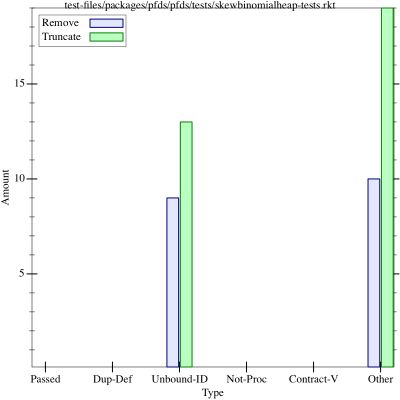 test-files/packages/pfds/pfds/tests/skewbinomialheap-tests.rkt
Remove
Truncate
15
10
5
Amount
Passed Dup-Def Unbound-ID Not-Proc Contract-V Other
Type